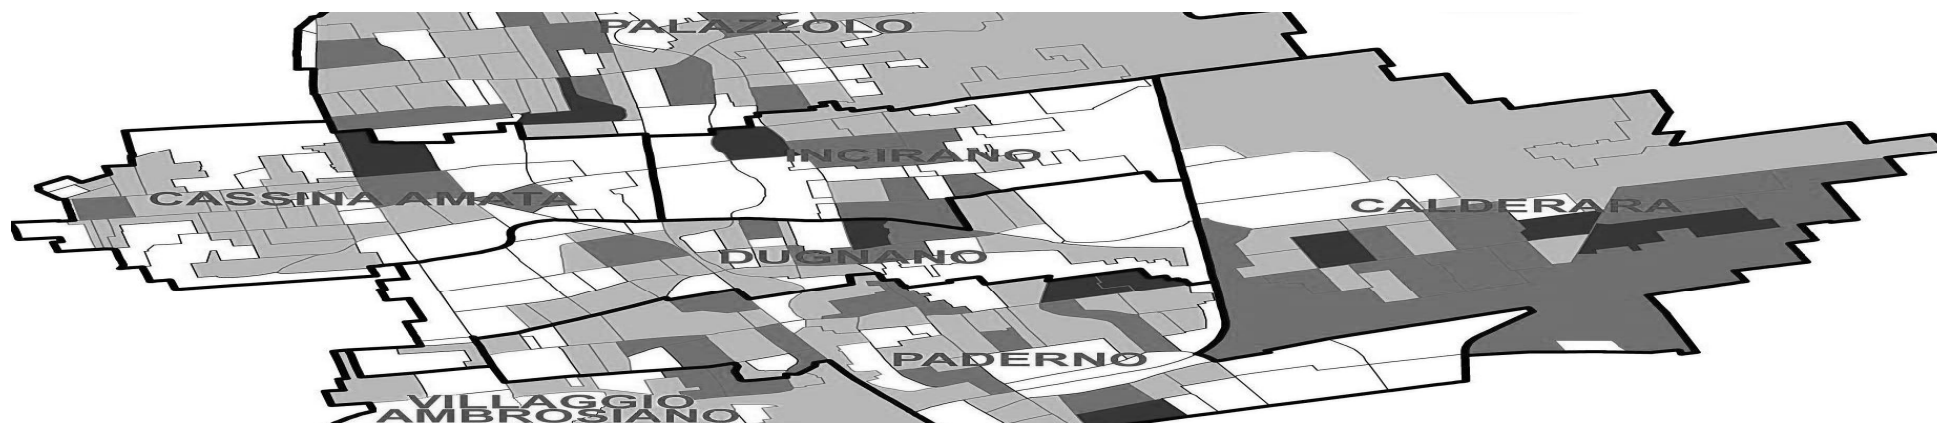 PALAZZOLO
INCIRANO
CASSINA AMATA
CALDERARA
DUGNANO
PADERNO
VILLAGGIO
AMBROSIANO